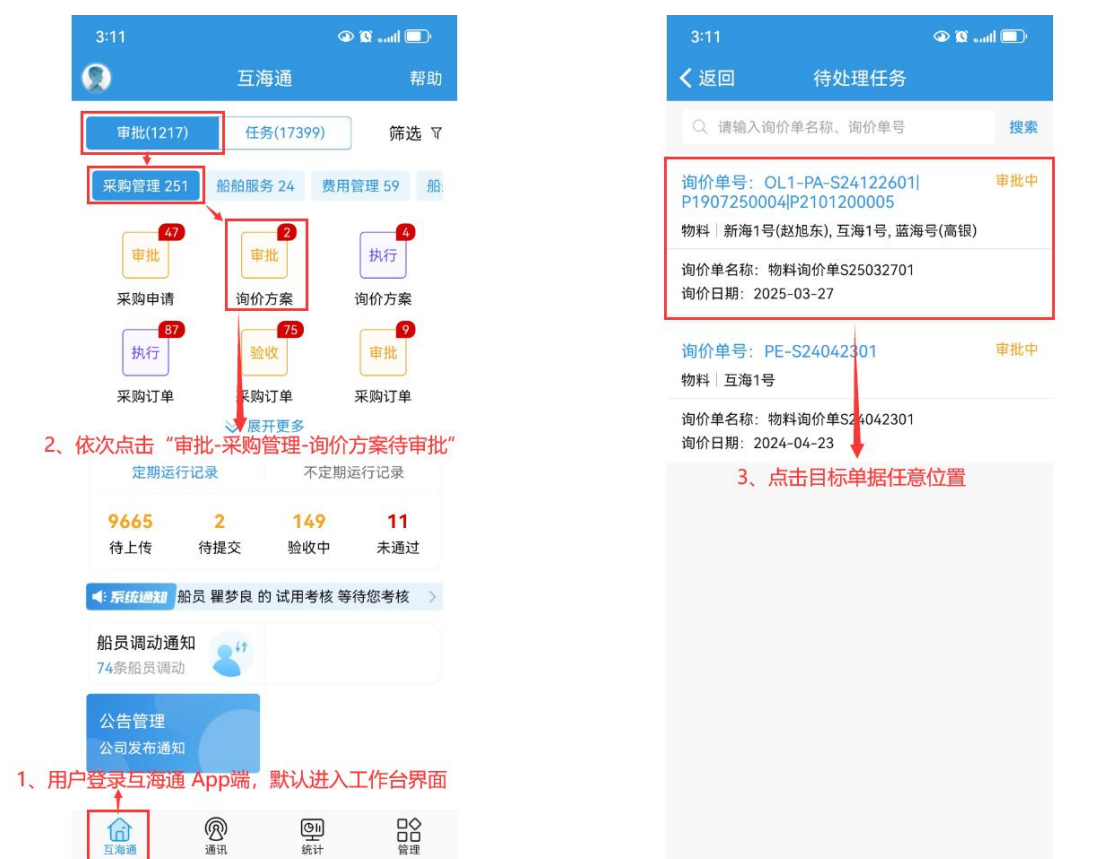 3:11
互海通
帮助
审批(1217)
任务(17399)
筛选
采购管理 251
船舶服务 24
费用管理 59
船
47
2
4
审批
审批
执行
采购申请
询价方案
询价方案
87
75
9
执行
验收
审批
采购订单
采购订单
采购订单
展开更多
2、依次点击“审批-采购管理-询价方案待审批”
定期运行记录
不定期运行记录
9665
2
149
11
待上传
待提交
验收中
未通过
系统通知
船员 瞿梦良 的 试用考核 等待您考核
船员调动通知
74条船员调动
公告管理
公司发布通知
1、用户登录互海通 App端，默认进入工作台界面
互海通
通讯
统计
管理
3:11
返回
待处理任务
请输入询价单名称、询价单号
搜索
询价单号：OL1-PA-S24122601|
P1907250004|P2101200005
审批中
物料 | 新海1号(赵旭东), 互海1号, 蓝海号(高银)
询价单名称：物料询价单S25032701
询价日期：2025-03-27
询价单号：PE-S24042301
审批中
物料 | 互海1号
询价单名称：物料询价单S24042301
询价日期：2024-04-23
3、点击目标单据任意位置